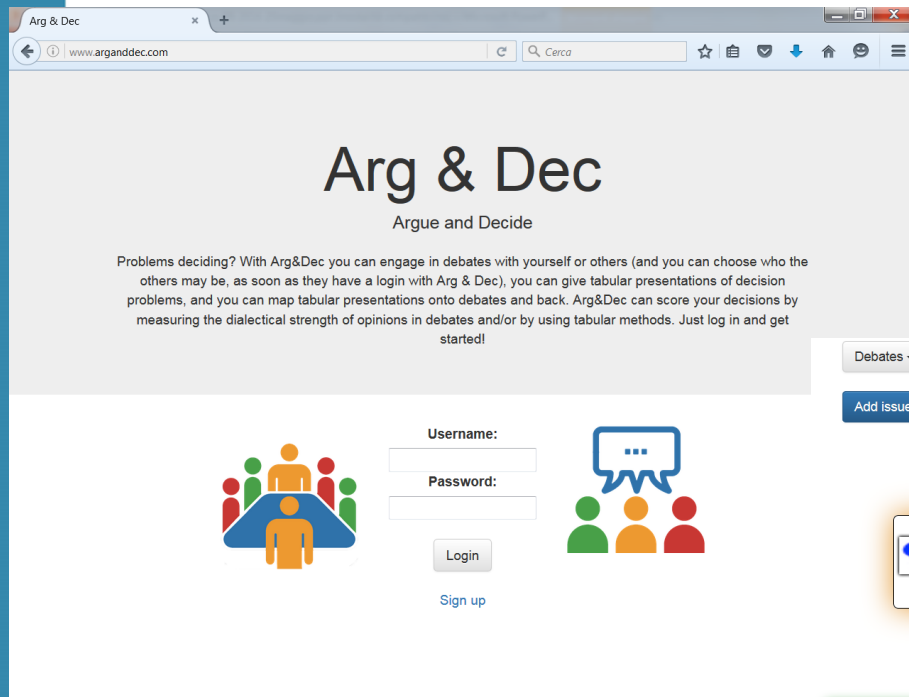 Arg & Dec
www.arganddec.com
Cerca
Arg & Dec
Argue and Decide
Problems deciding? With Arg&Dec you can engage in debates with yourself or others (and you can choose who the
others may be, as soon as they have a login with Arg & Dec), you can give tabular presentations of decision
problems, and you can map tabular presentations onto debates and back. Arg&Dec can score your decisions by
measuring the dialectical strength of opinions in debates and/or by using tabular methods. Just log in and get
started!
Debates
Add issue
Username:
Password:
Login
Sign up